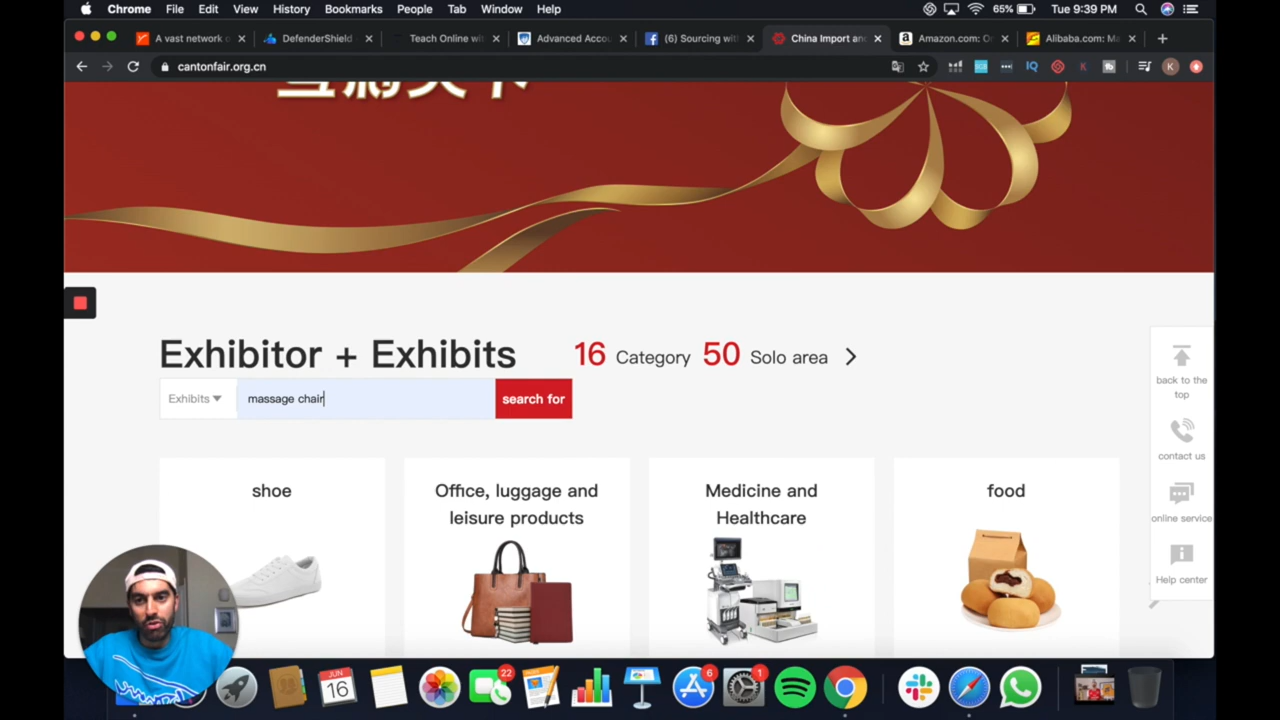 Chrome File Edit View History Bookmarks People Tab Window Help 65% Tue 9:39 PM
A vast network o DefenderShield Teach Online wi Advanced Accou (6) Sourcing wit China Import an Amazon.com: O Alibaba.com: Ma
cantonfair.org.cn
Exhibitor + Exhibits 16 Category 50 Solo area
Exhibits massage chair search for
back to the
top
contact us
online service
Help center
shoe
Office, luggage and
leisure products
Medicine and
Healthcare
food
JUN
16
22
6
1